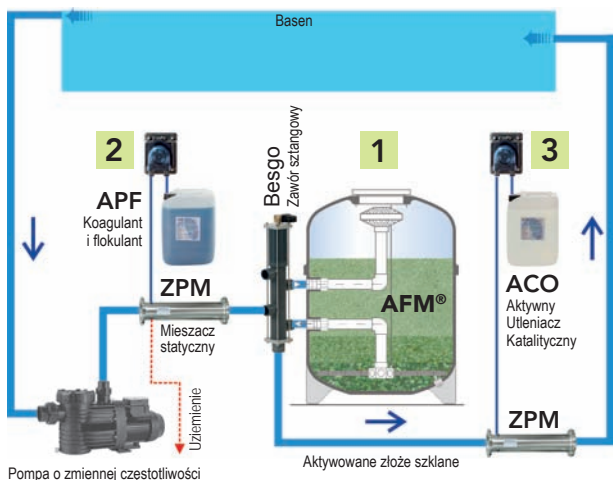 Basen
2
APF
Koagulant
i flokulant
ZPM
Mieszacz
statyczny
Uziemienie
Pompa o zmiennej częstotliwości
Besgo
Zawór sztangowy
1
AFM®
Aktywowane złoże szklane
3
ACO
Aktywny
Utleniacz
Katalityczny
ZPM